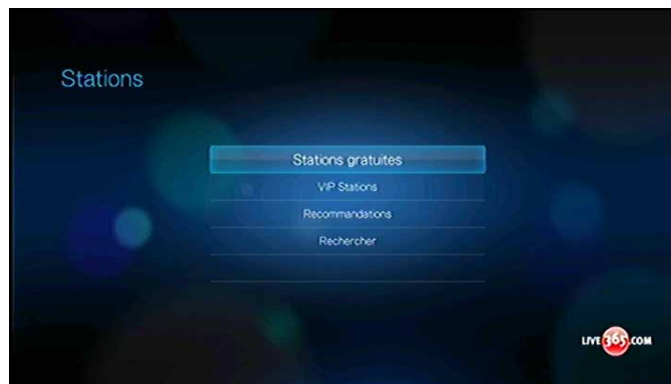 Stations
Stations gratuites
VIP Stations
Recommandations
Rechercher
LIVE365.COM